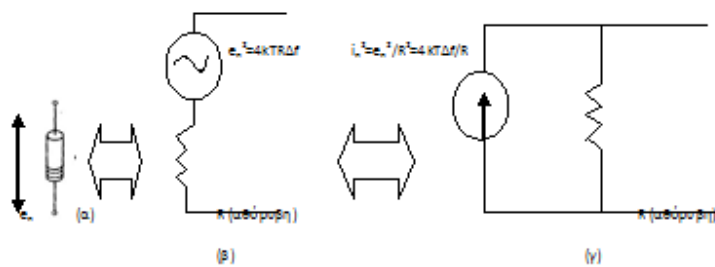 eₙ²=4kTRΔf
iₙ²=eₙ²/R²=4kTΔf/R
eₙ
(α)
R (αθόρυβη)
R (αθόρυβη)
(β)
(γ)